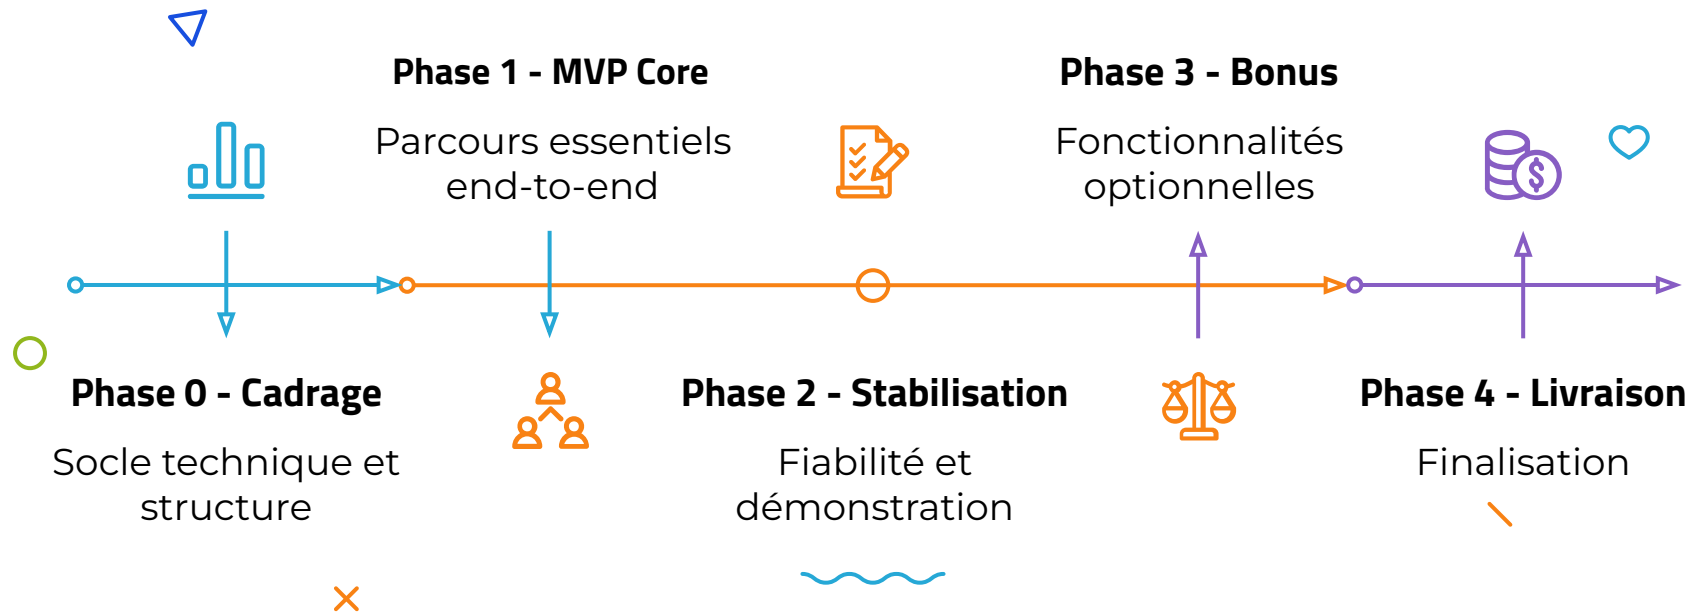 Phase 0 - Cadrage
Socle technique et
structure
Phase 1 - MVP Core
Parcours essentiels
end-to-end
Phase 2 - Stabilisation
Fiabilité et
démonstration
Phase 3 - Bonus
Fonctionnalités
optionnelles
$
Phase 4 - Livraison
Finalisation